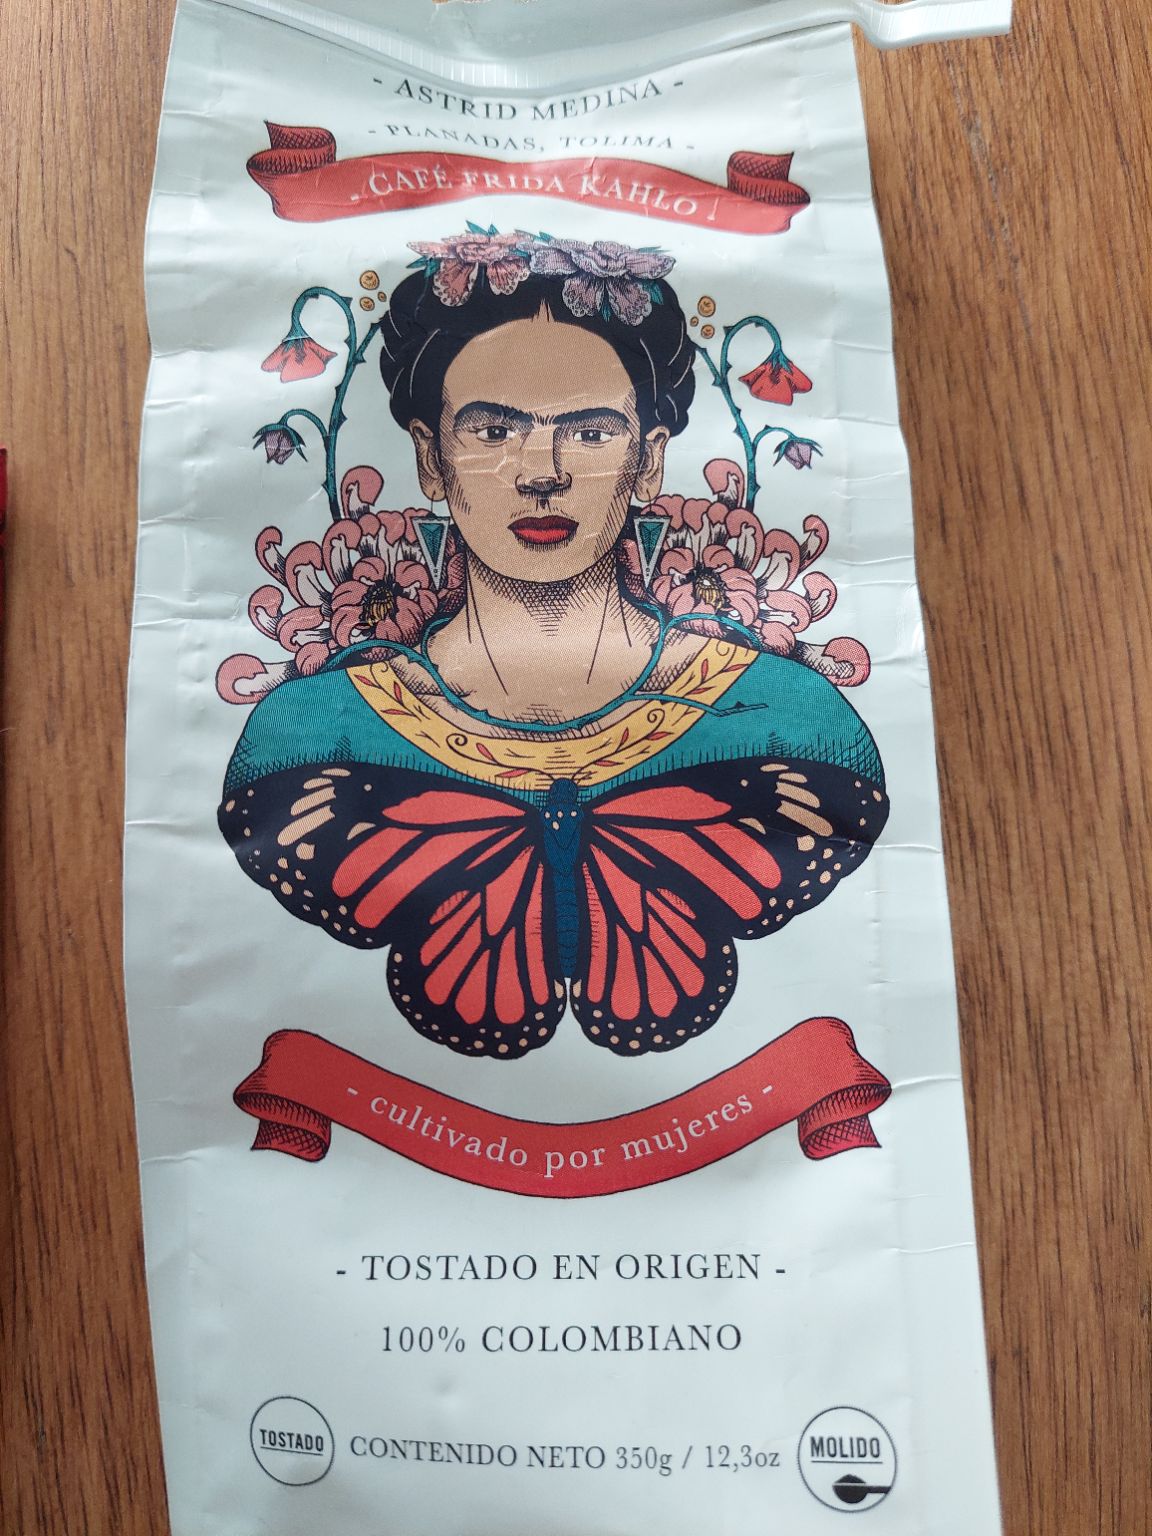 - ASTRID MEDINA -
- PLANADAS, TOLIMA -
- CAFÉ FRIDA KAHLO -
- cultivado por mujeres -
- TOSTADO EN ORIGEN -
100% COLOMBIANO
TOSTADO
CONTENIDO NETO 350g / 12,3oz
MOLIDO